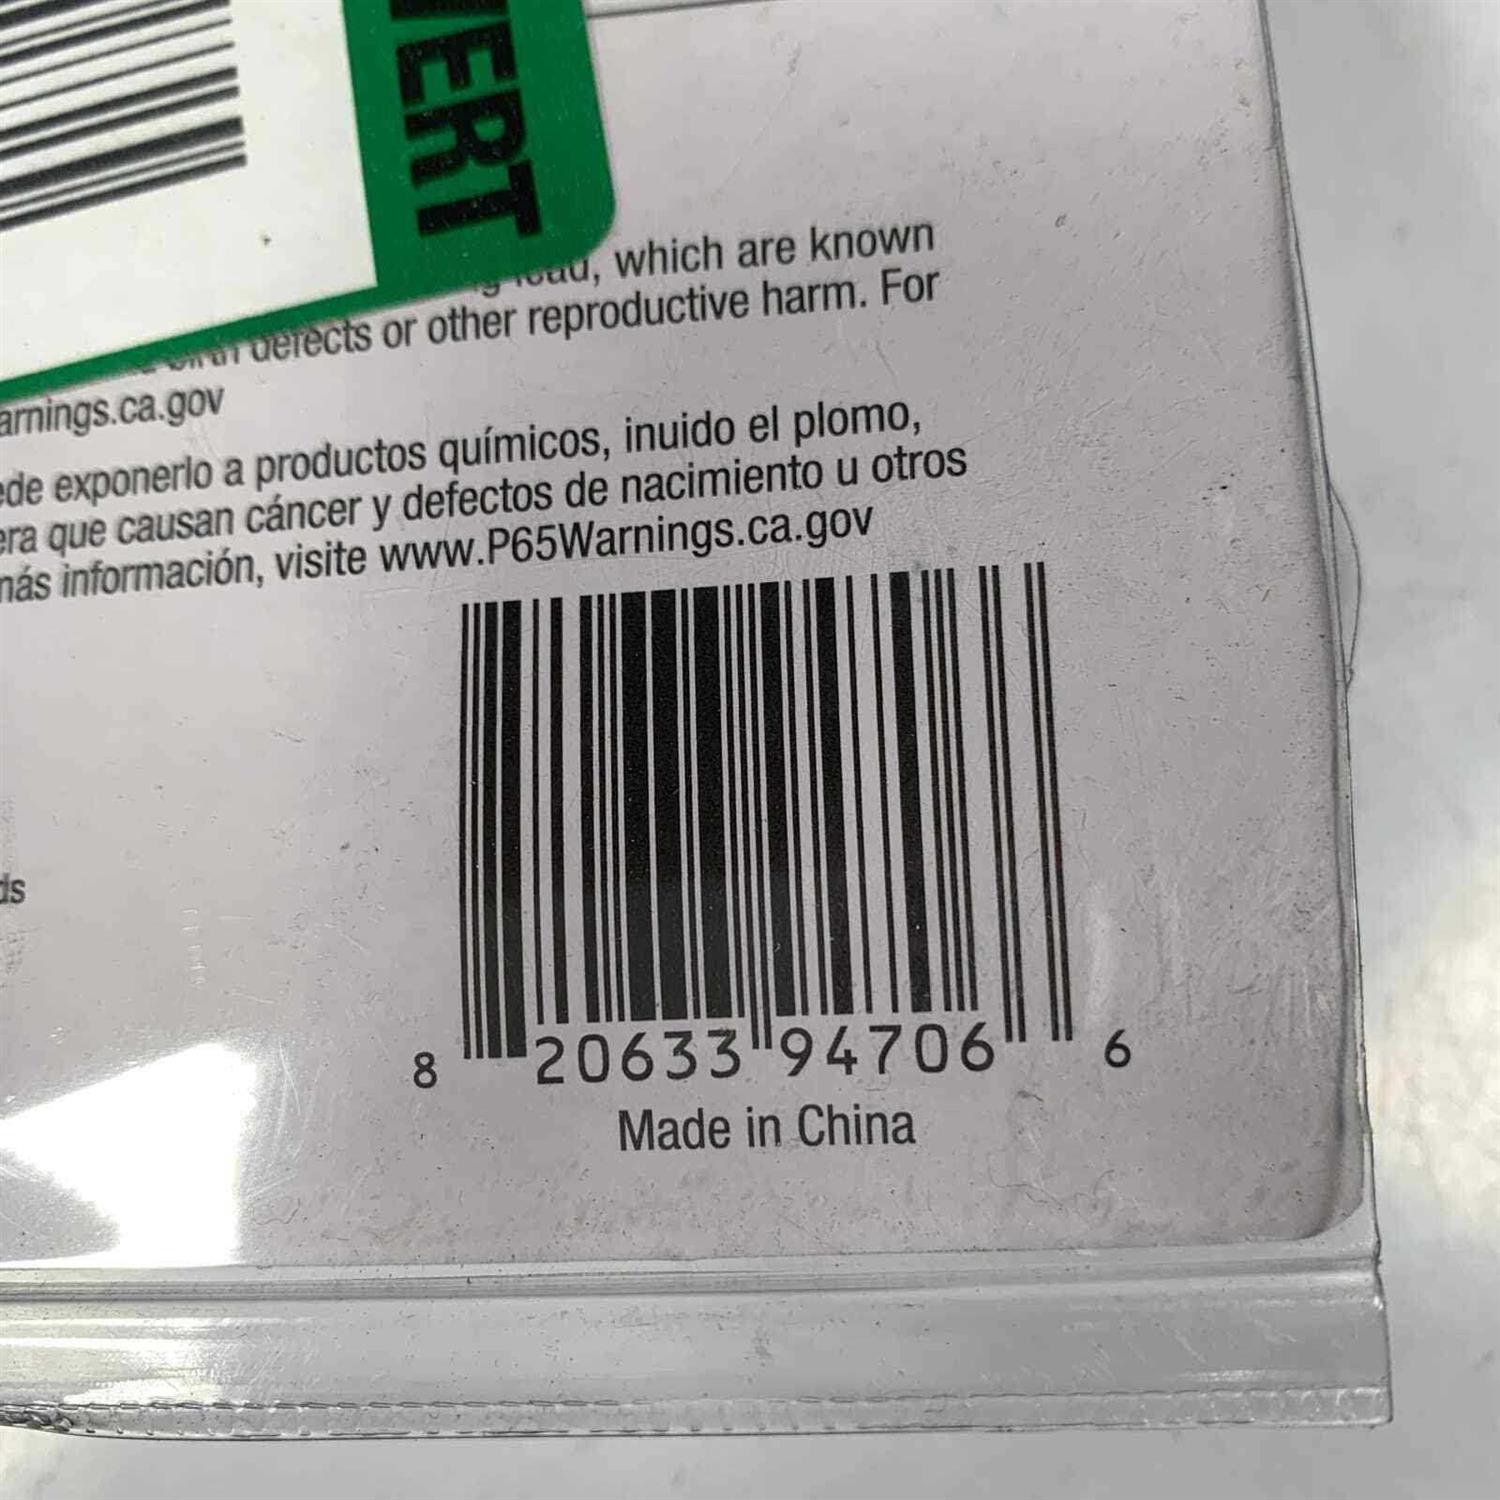 VERT
which are known
defects or other reproductive harm. For
arnings.ca.gov
ede exponerlo a productos químicos, inuido el plomo,
era que causan cáncer y defectos de nacimiento u otros
más información, visite www.P65Warnings.ca.gov
ds
8 20633 94706 6
Made in China